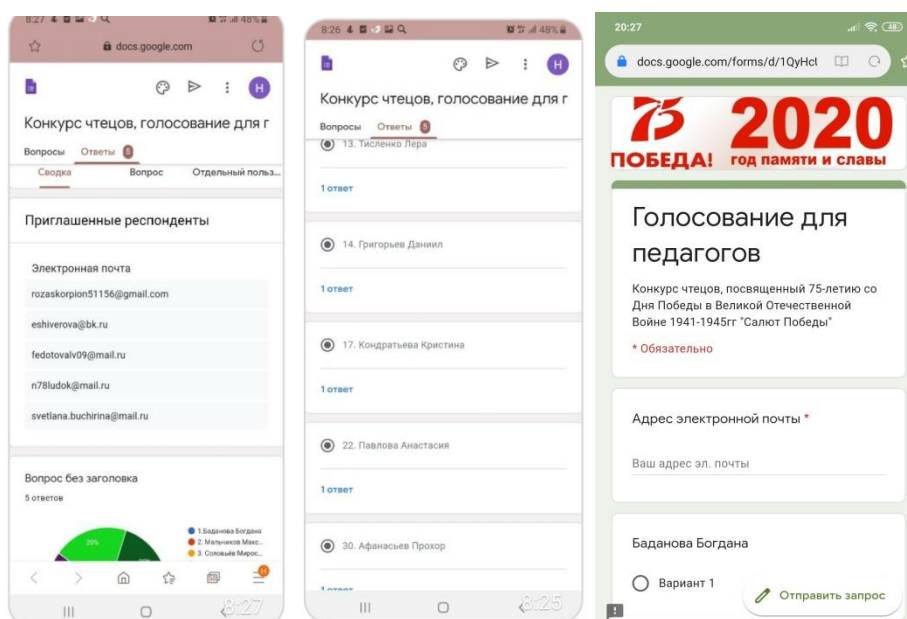 8:27
48%
docs.google.com
Н
Конкурс чтецов, голосование для г
Вопросы Ответы 5
Сводка Вопрос Отдельный польз...
Приглашенные респонденты
Электронная почта
rozaskorpion51156@gmail.com
eshiverova@bk.ru
fedotovalv09@mail.ru
n78ludok@mail.ru
svetlana.buchirina@mail.ru
Вопрос без заголовка
5 ответов
20%
1.Баданова Богдана
2. Мальчиков Макс...
3. Соловьёв Мирос...
8:27
8:26
48%
Н
Конкурс чтецов, голосование для г
Вопросы Ответы 5
13. Тисленко Лера
1 ответ
14. Григорьев Даниил
1 ответ
17. Кондратьева Кристина
1 ответ
22. Павлова Анастасия
1 ответ
30. Афанасьев Прохор
1 ответ
8:25
20:27
48
docs.google.com/forms/d/1QyHcl
75
ПОБЕДА!
2020
год памяти и славы
Голосование для
педагогов
Конкурс чтецов, посвященный 75-летию со
Дня Победы в Великой Отечественной
Войне 1941-1945гг "Салют Победы"
* Обязательно
Адрес электронной почты *
Ваш адрес эл. почты
Баданова Богдана
Вариант 1
Отправить запрос